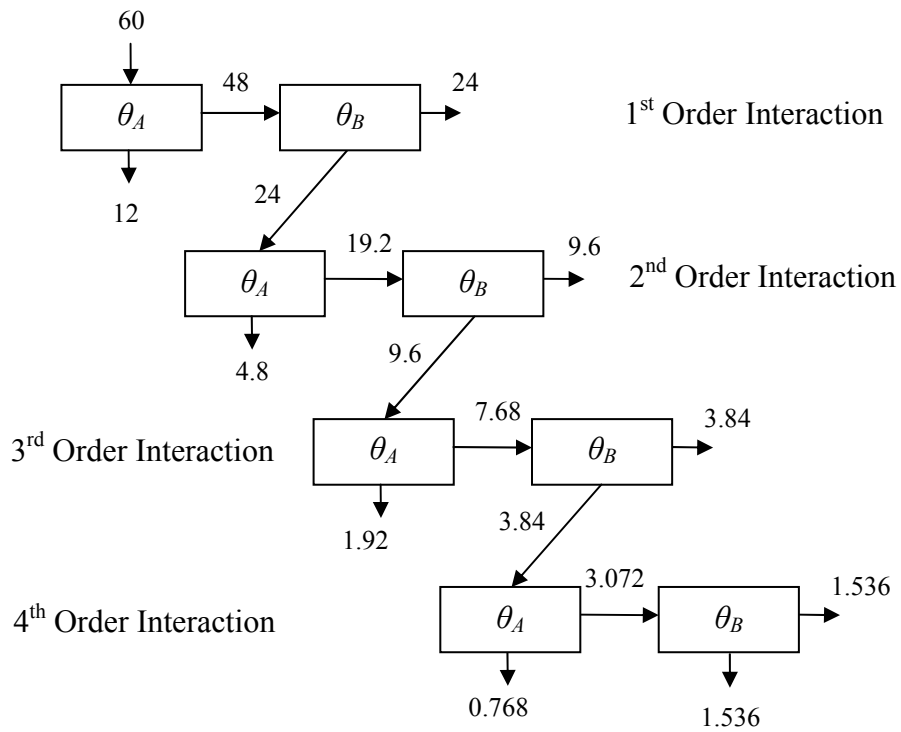 60
48
24
θA
θB
1st Order Interaction
12
24
19.2
9.6
θA
θB
2nd Order Interaction
4.8
9.6
7.68
3.84
3rd Order Interaction
θA
θB
1.92
3.84
3.072
1.536
4th Order Interaction
θA
θB
0.768
1.536